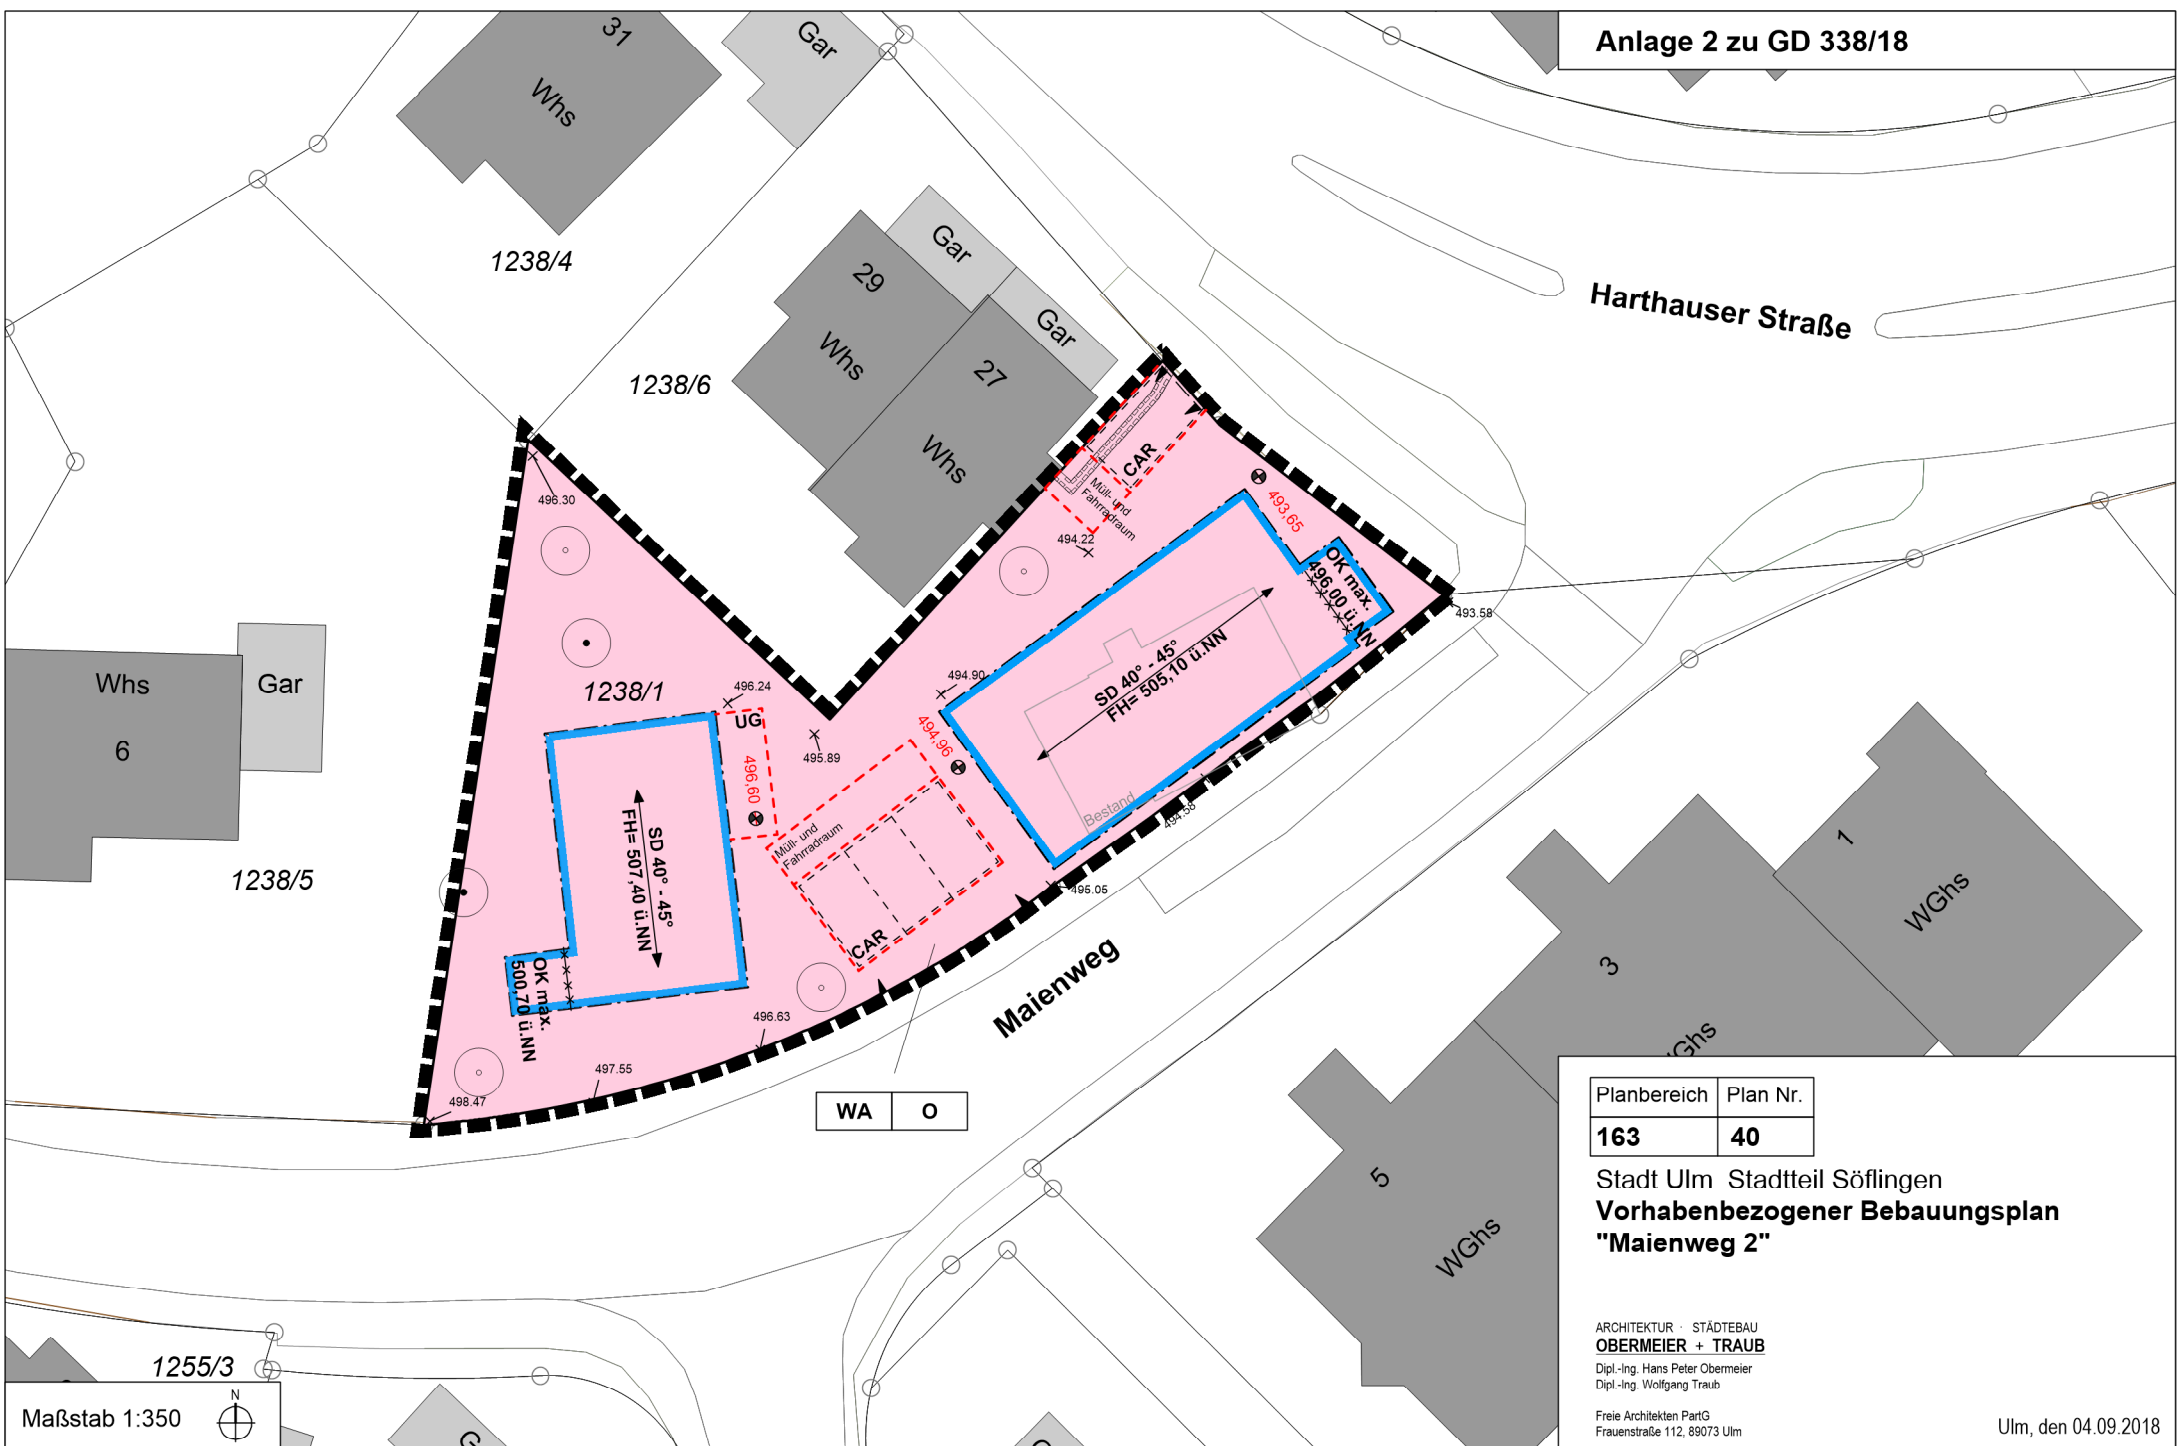 Anlage 2 zu GD 338/18
31
Whs
Gar
1238/4
29
Whs
Gar
27
Whs
Gar
1238/6
Harthauser Straße
496.30
CAR
Müll- und
Fahrradraum
494.22
493,65
OK max.
496,00 ü.NN
493.58
SD 40° - 45°
FH= 505,10 ü.NN
494.90
494,96
Bestand
494.58
495.05
Whs
6
Gar
1238/5
1238/1
496.24
UG
496,60
495.89
Müll- und
Fahrradraum
CAR
SD 40° - 45°
FH= 507,40 ü.NN
OK max.
500,70 ü.NN
496.63
497.55
498.47
Maienweg
WA
O
1
WGhs
3
WGhs
5
WGhs
1255/3
Maßstab 1:350
N
Planbereich
Plan Nr.
163
40
Stadt Ulm Stadtteil Söflingen
Vorhabenbezogener Bebauungsplan
"Maienweg 2"
ARCHITEKTUR · STÄDTEBAU
OBERMEIER + TRAUB
Dipl.-Ing. Hans Peter Obermeier
Dipl.-Ing. Wolfgang Traub
Freie Architekten PartG
Frauenstraße 112, 89073 Ulm
Ulm, den 04.09.2018